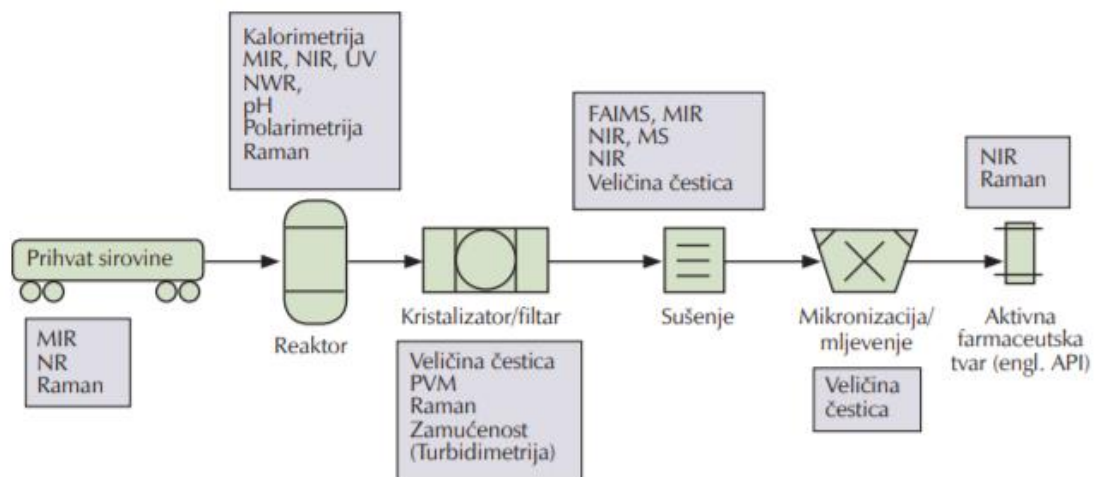 Kalorimetrija
MIR, NIR, UV
NWR,
pH
Polarimetrija
Raman
FAIMS, MIR
NIR, MS
NIR
Veličina čestica
NIR
Raman
Prihvat sirovine
MIR
NR
Raman
Reaktor
Kristalizator/filtar
Veličina čestica
PVM
Raman
Zamućenost
(Turbidimetrija)
Sušenje
Mikronizacija/
mljevenje
Veličina
čestica
Aktivna
farmaceutska
tvar (engl. API)